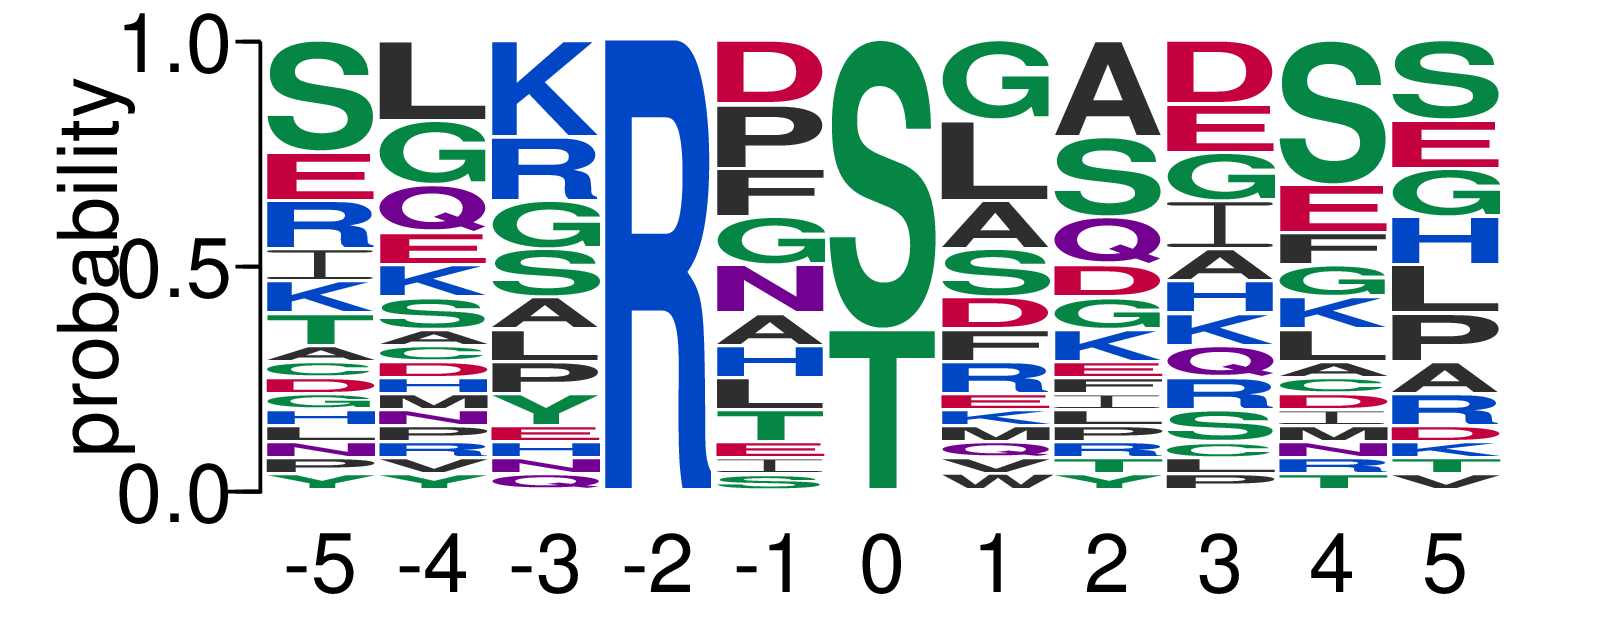 probability
1.0
0.5
0.0
S E R I K T A C D G H L N P Y
L G Q E K S A C D H M N P R V Y
K R G S A L P Y E H N Q
R
D P F G N A H L T E I S
S T
G L A S D F R E K M Q V W
A S Q D G K E F I L P R T Y
D E G I A H K Q R S C L P
S E F G K L A C D I M N R T
S E G H L P A R D K T V
-5 -4 -3 -2 -1 0 1 2 3 4 5